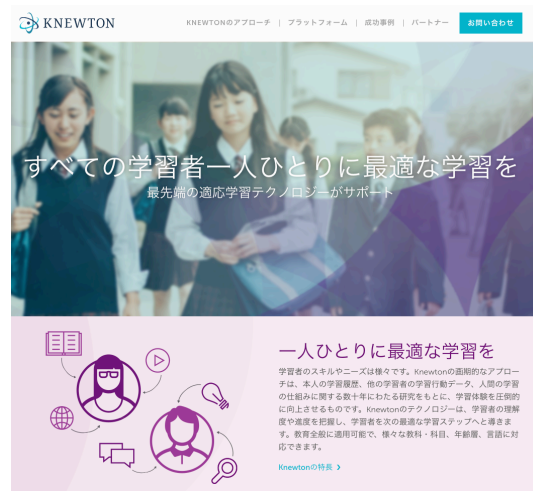 KNEWTON
KNEWTONのアプローチ | プラットフォーム | 成功事例 | パートナー
お問い合わせ
すべての学習者一人ひとりに最適な学習を
最先端の適応学習テクノロジーがサポート
一人ひとりに最適な学習を
学習者のスキルやニーズは様々です。Knewtonの画期的なアプロー
チは、本人の学習履歴、他の学習者の学習行動データ、人間の学習
の仕組みに関する数十年にわたる研究をもとに、学習体験を圧倒的
に向上させるものです。Knewtonのテクノロジーは、学習者の理解
度や進度を把握し、学習者を次の最適な学習ステップへと導きま
す。教育全般に適用可能で、様々な教科・科目、年齢層、言語に対
応できます。
Knewtonの特長 ❯